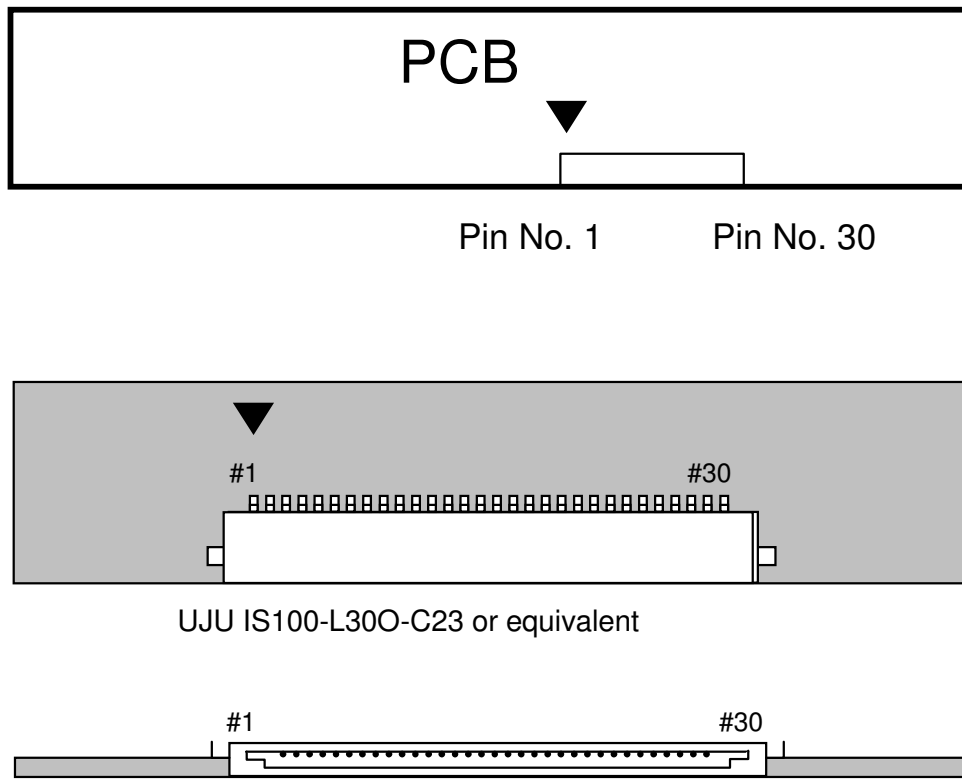 PCB
Pin No. 1 Pin No. 30
#1 #30
UJU IS100-L30O-C23 or equivalent
#1 #30